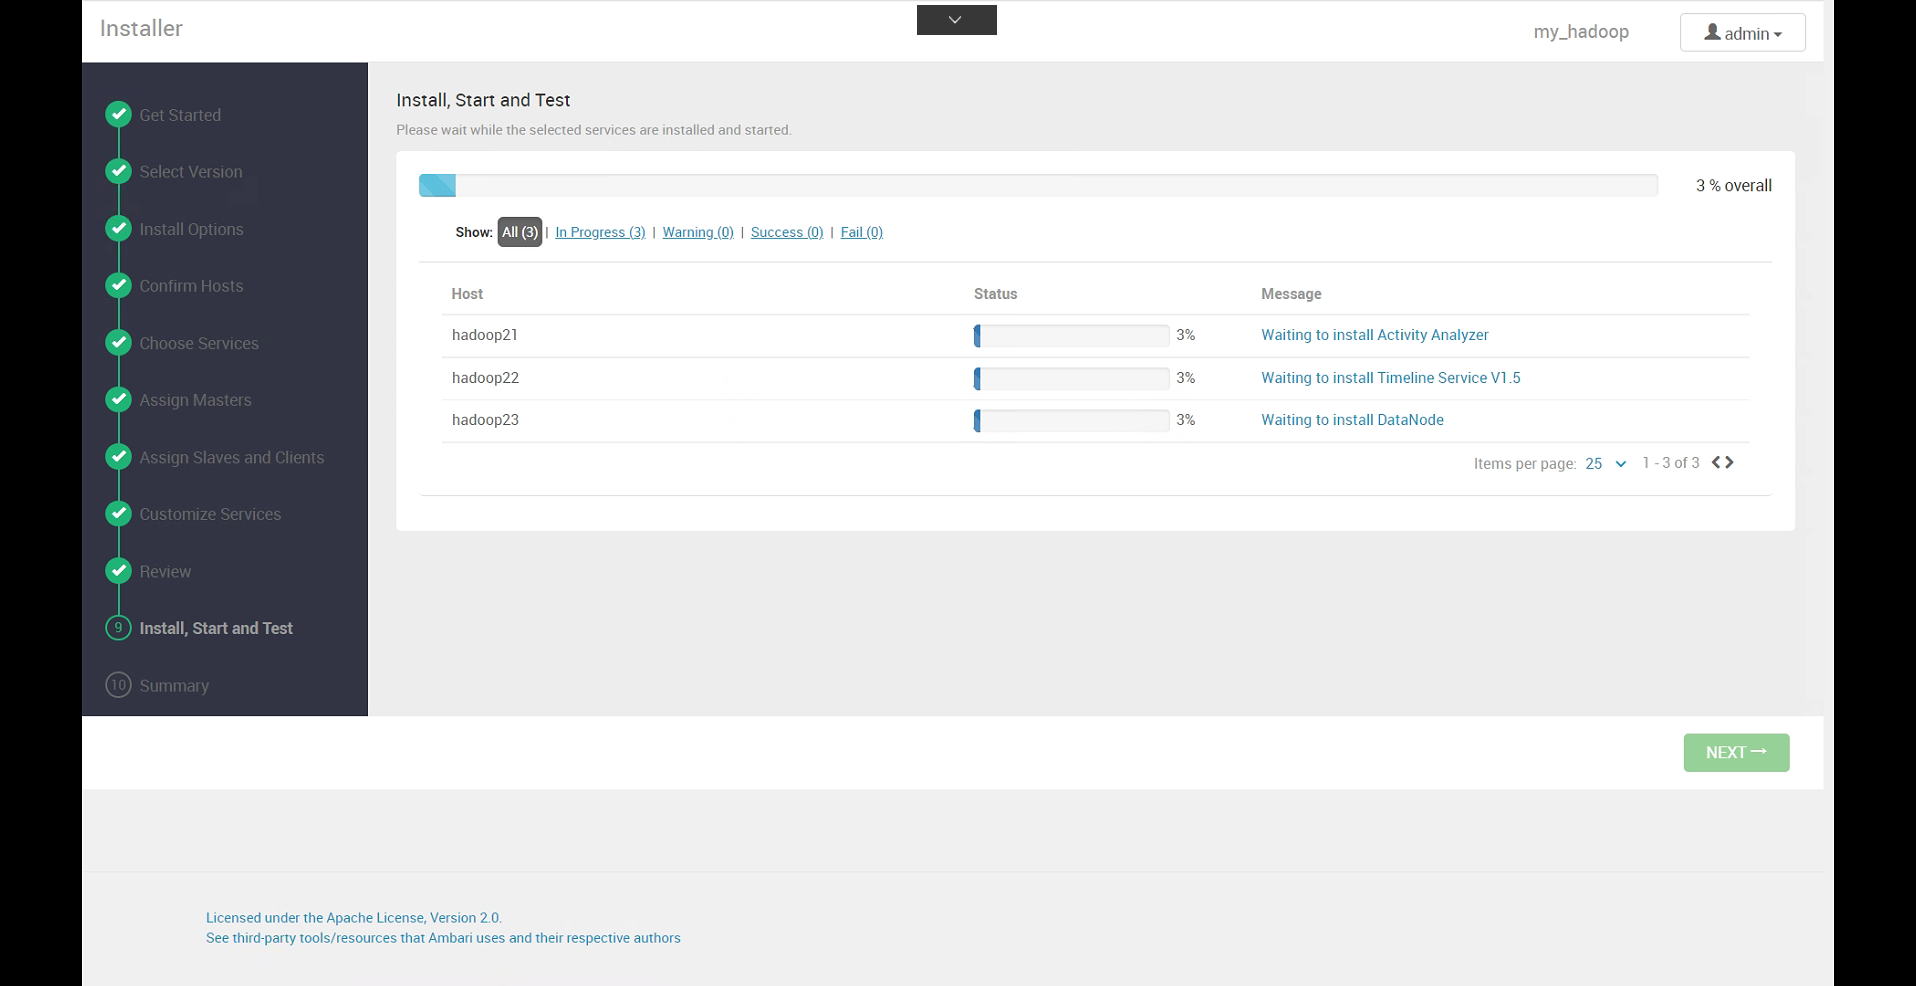 Installer
my_hadoop
admin
Get Started
Select Version
Install Options
Confirm Hosts
Choose Services
Assign Masters
Assign Slaves and Clients
Customize Services
Review
9 Install, Start and Test
10 Summary
Install, Start and Test
Please wait while the selected services are installed and started.
3 % overall
Show: All (3) | In Progress (3) | Warning (0) | Success (0) | Fail (0)
Host Status Message
hadoop21 3% Waiting to install Activity Analyzer
hadoop22 3% Waiting to install Timeline Service V1.5
hadoop23 3% Waiting to install DataNode
Items per page: 25 1 - 3 of 3
NEXT →
Licensed under the Apache License, Version 2.0.
See third-party tools/resources that Ambari uses and their respective authors